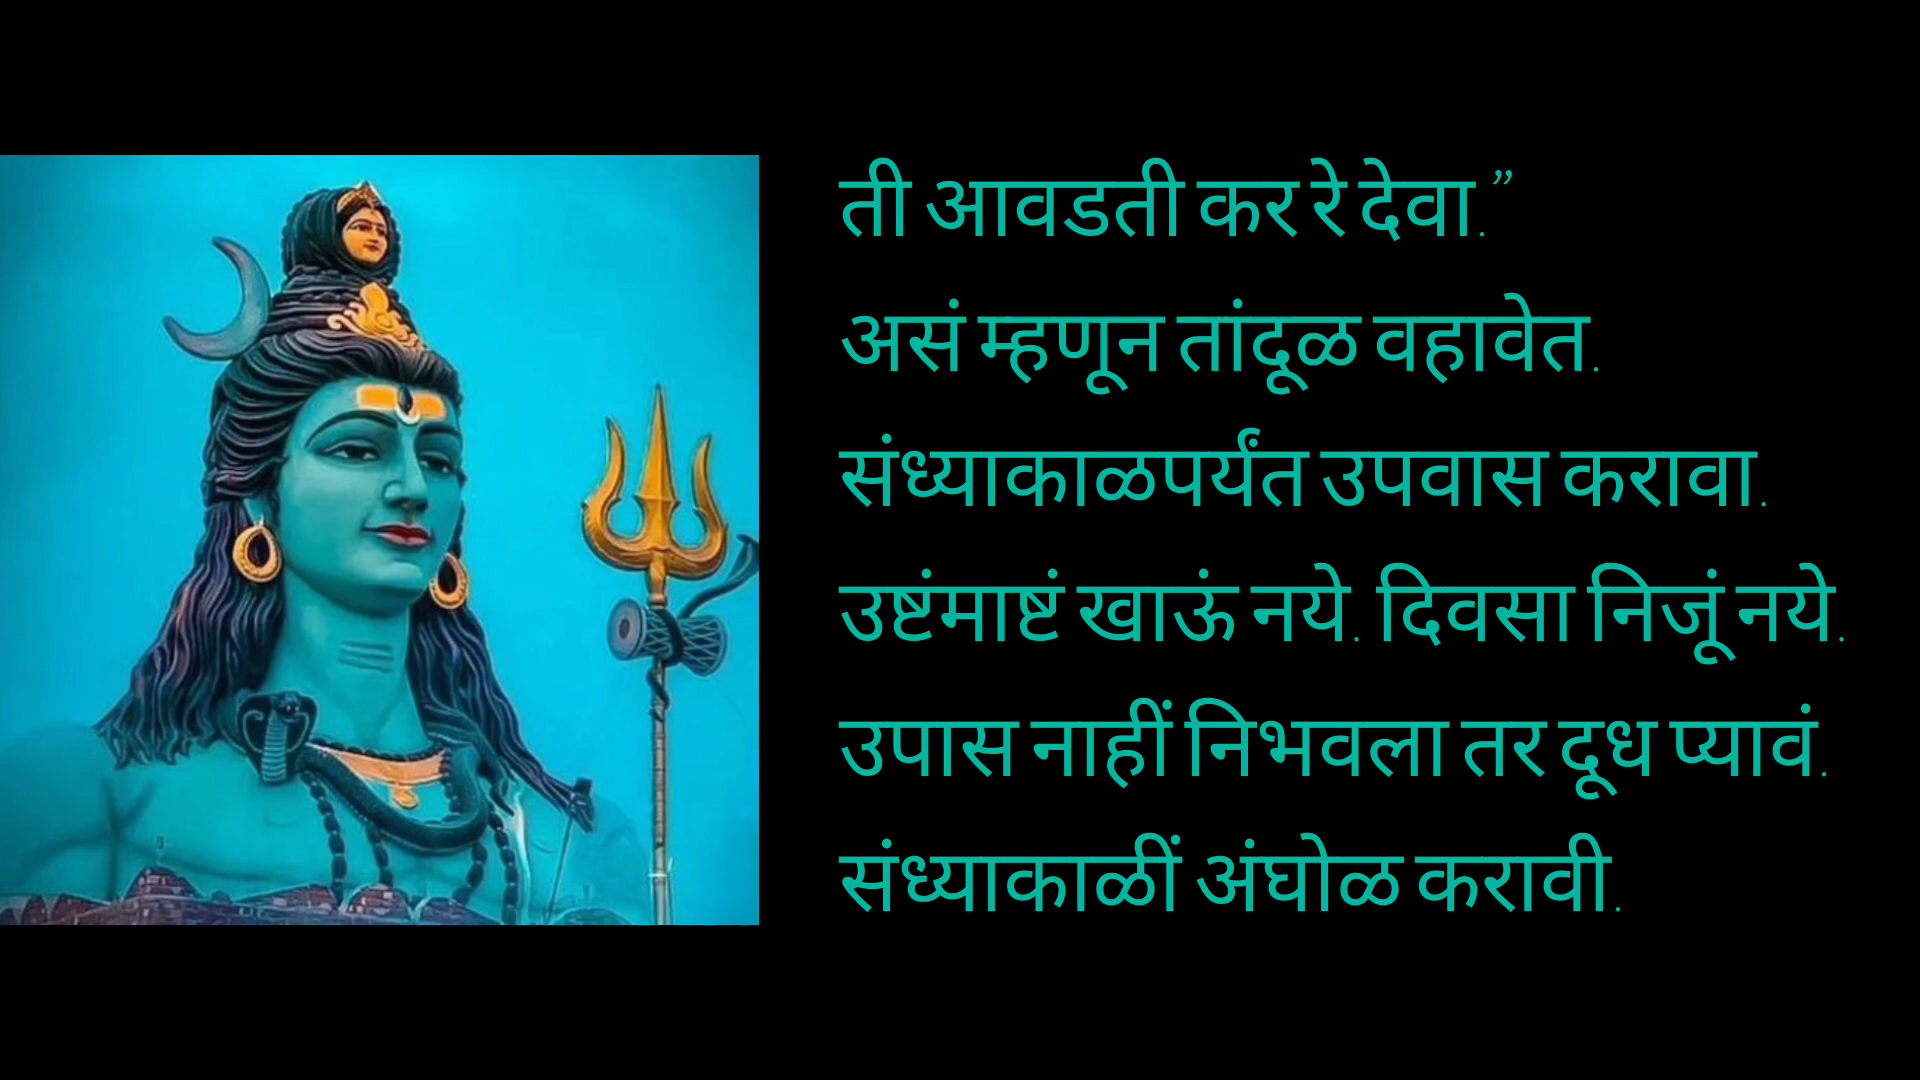 ती आवडती कर रे देवा.”
असं म्हणून तांदूळ वहावेत.
संध्याकाळपर्यंत उपवास करावा.
उष्टंमाष्टं खाऊं नये. दिवसा निजूं नये.
उपास नाहीं निभवला तर दूध प्यावं.
संध्याकाळीं अंघोळ करावी.